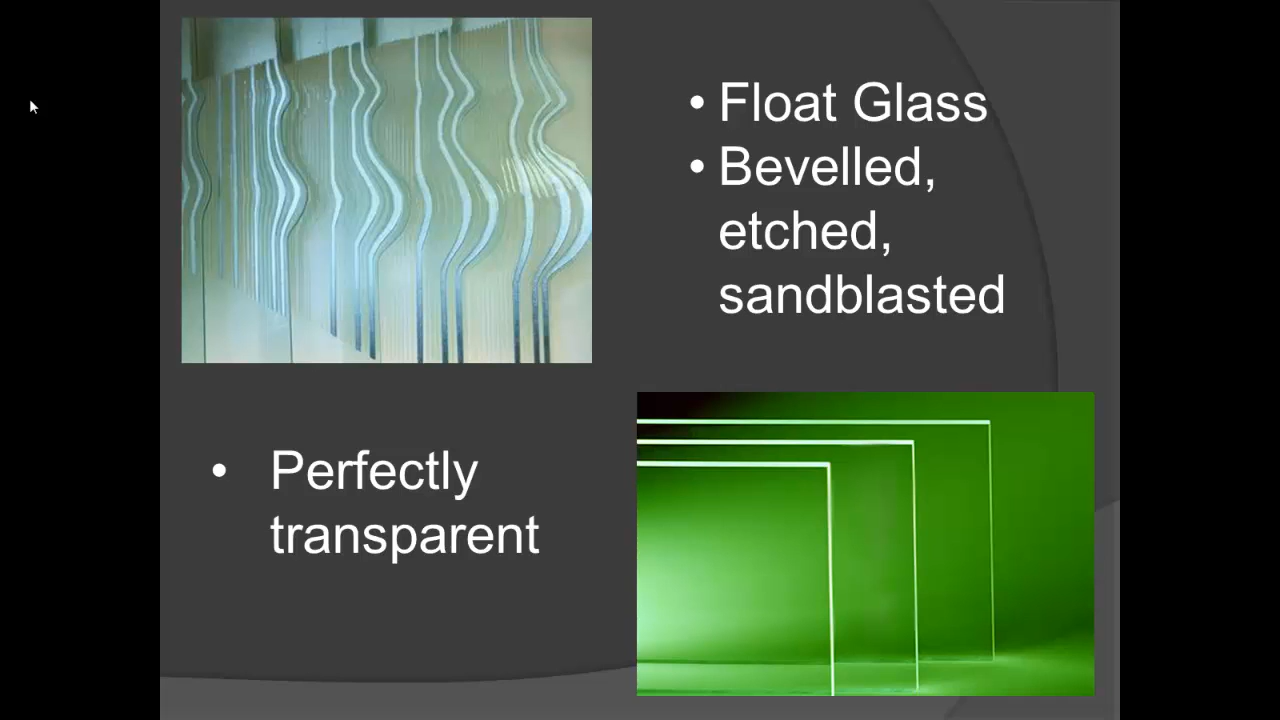 • Float Glass
• Bevelled,
etched,
sandblasted
• Perfectly
transparent